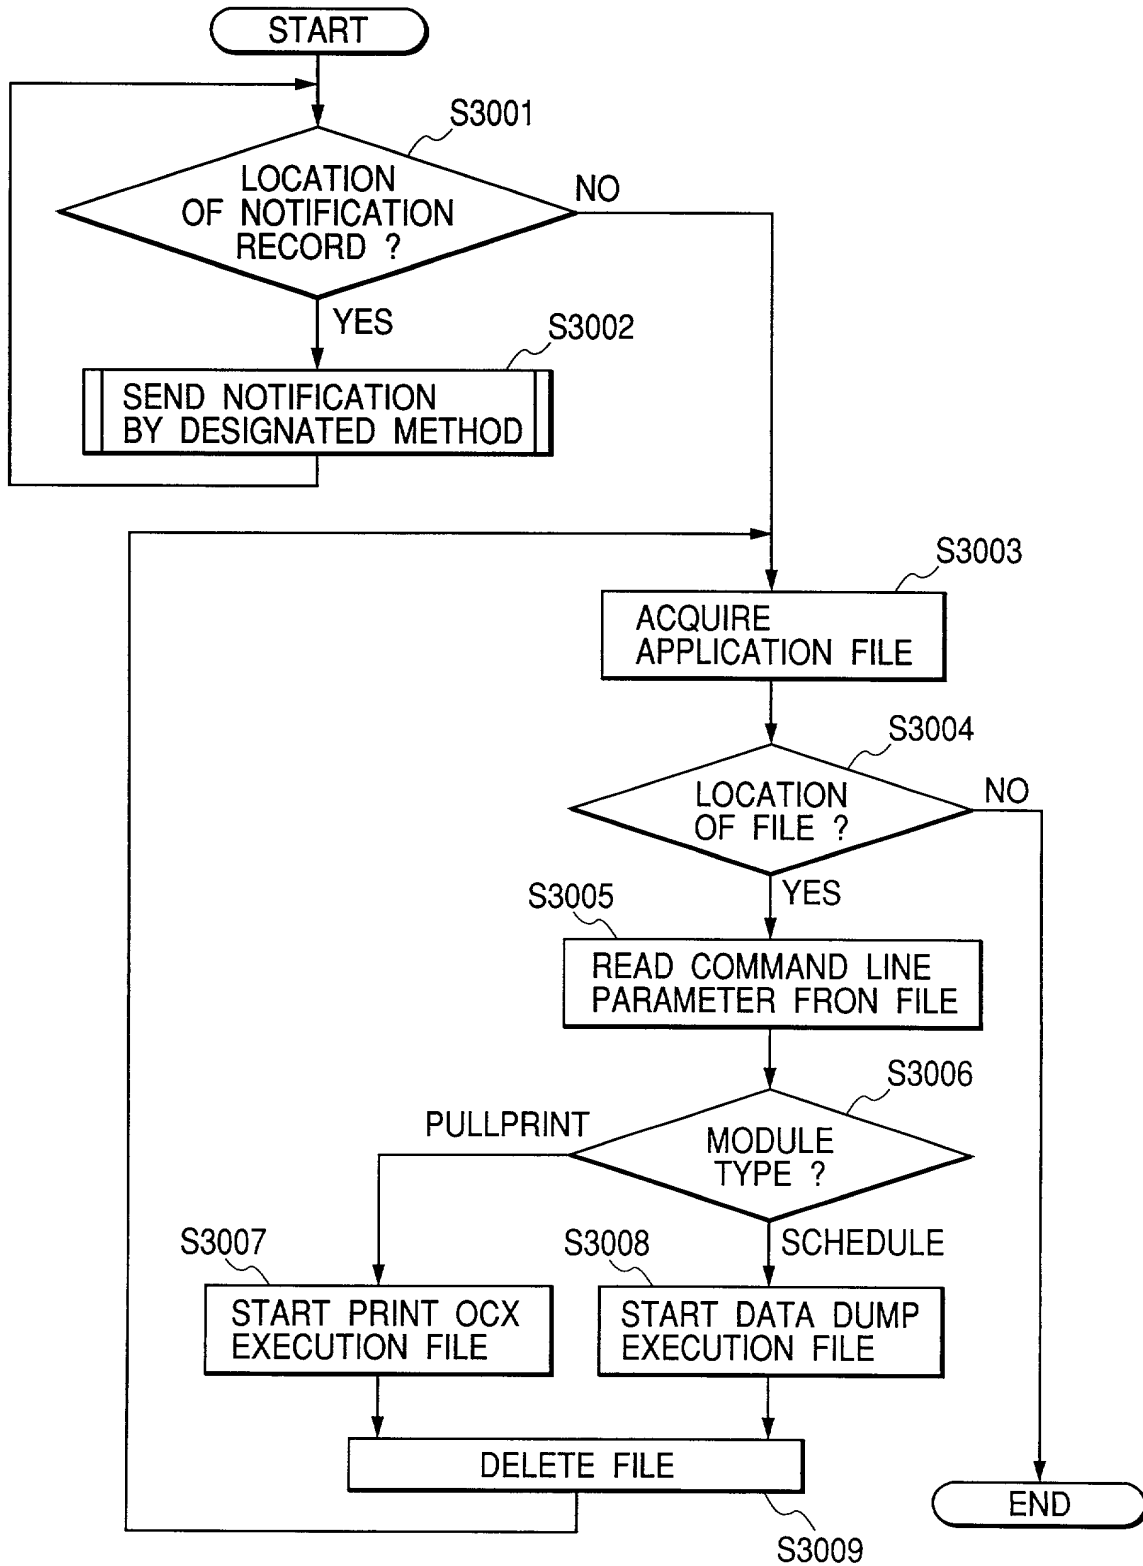 START
S3001
LOCATION
OF NOTIFICATION
RECORD ?
NO
YES
S3002
SEND NOTIFICATION
BY DESIGNATED METHOD
S3003
ACQUIRE
APPLICATION FILE
S3004
LOCATION
OF FILE ?
NO
YES
S3005
READ COMMAND LINE
PARAMETER FRON FILE
S3006
PULLPRINT
MODULE
TYPE ?
S3007
S3008
SCHEDULE
START PRINT OCX
EXECUTION FILE
START DATA DUMP
EXECUTION FILE
DELETE FILE
END
S3009